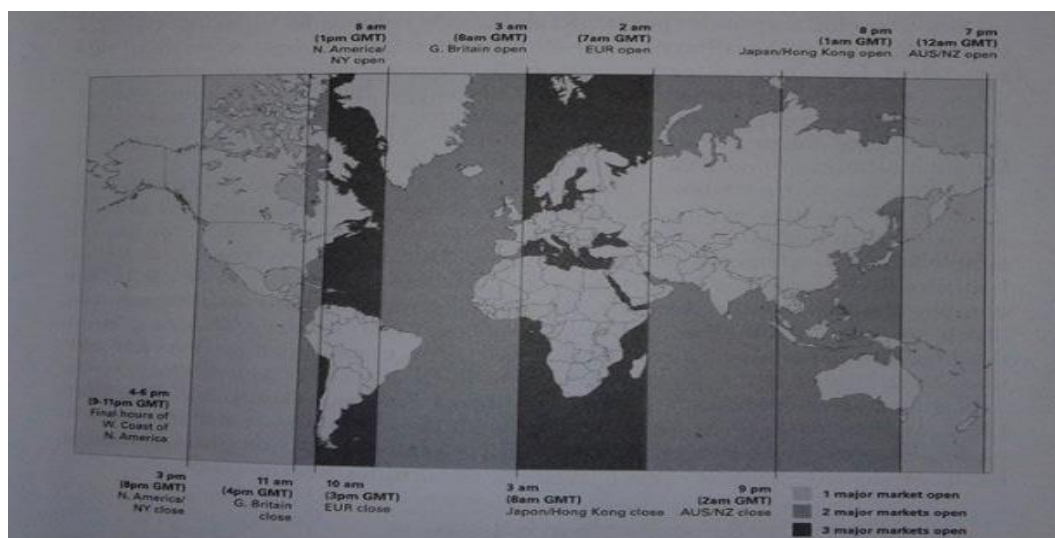 8 am
(1pm GMT)
N. America/
NY open
3 am
(8am GMT)
G. Britain open
2 am
(7am GMT)
EUR open
8 pm
(1am GMT)
Japan/Hong Kong open
7 pm
(12am GMT)
AUS/NZ open
4-6 pm
(9-11pm GMT)
Final hours of
W. Coast of
N. America
3 pm
(8pm GMT)
N. America/
NY close
11 am
(4pm GMT)
G. Britain
close
10 am
(3pm GMT)
EUR close
3 am
(8am GMT)
Japon/Hong Kong close
9 pm
(2am GMT)
AUS/NZ close
1 major market open
2 major markets open
3 major markets open